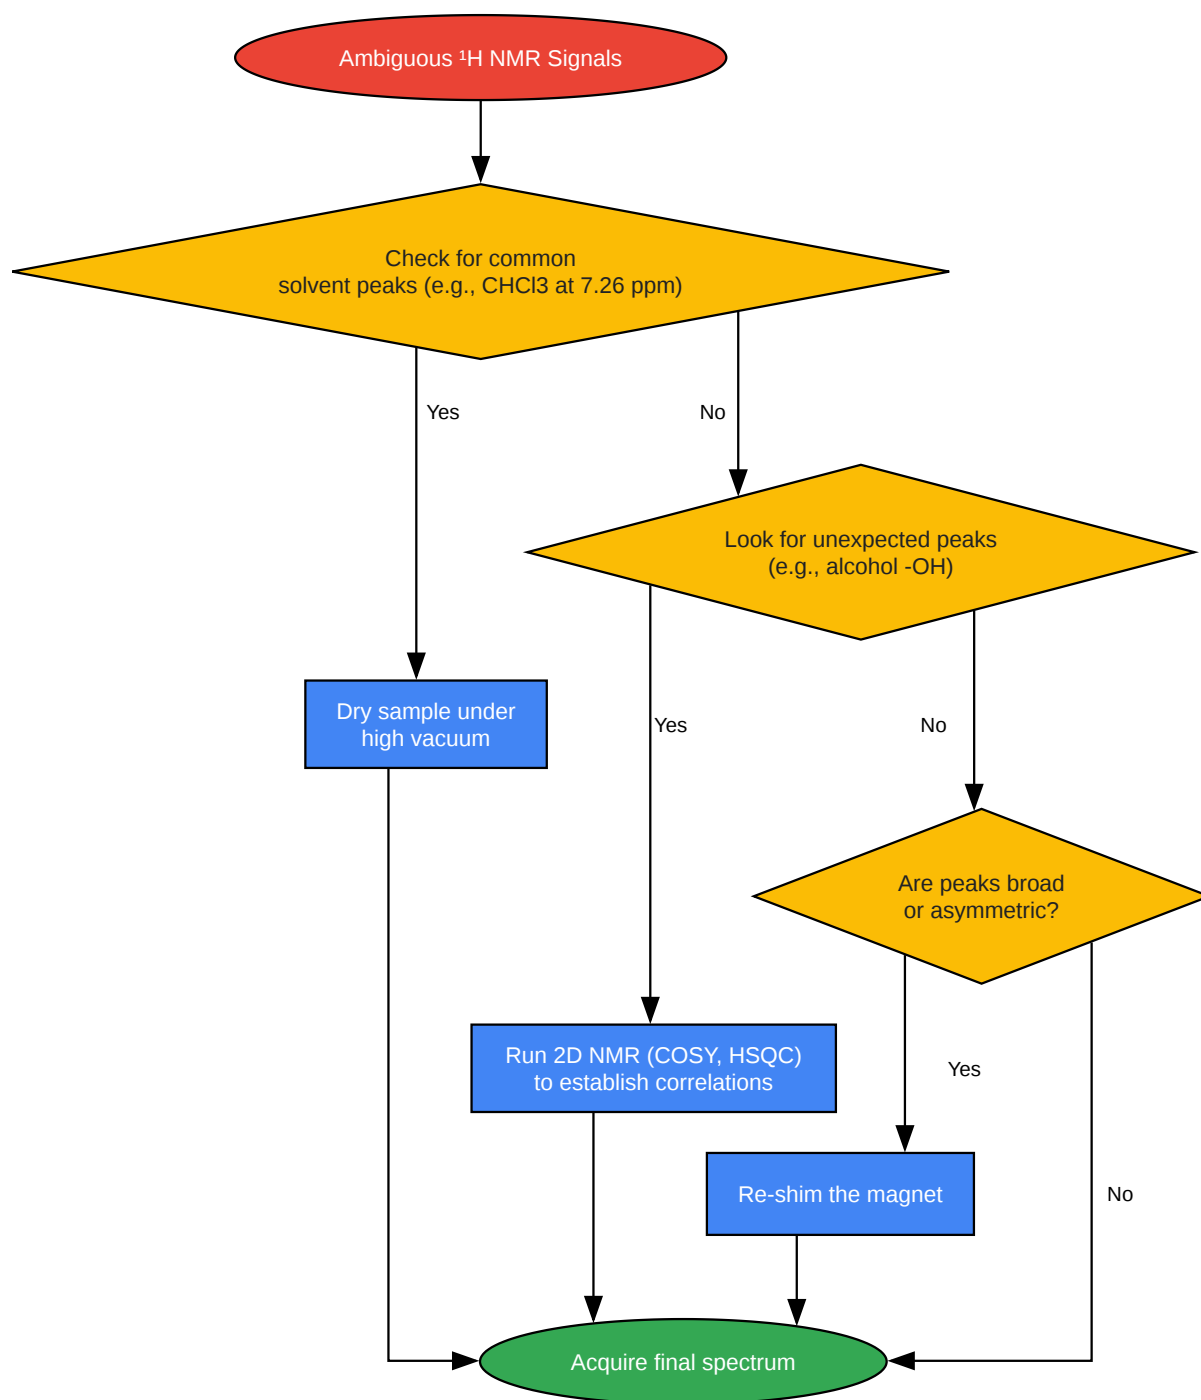 Ambiguous ¹H NMR Signals
Check for common
solvent peaks (e.g., CHCl3 at 7.26 ppm)
Yes
No
Look for unexpected peaks
(e.g., alcohol -OH)
Dry sample under
high vacuum
Yes
No
Are peaks broad
or asymmetric?
Run 2D NMR (COSY, HSQC)
to establish correlations
Yes
Re-shim the magnet
No
Acquire final spectrum